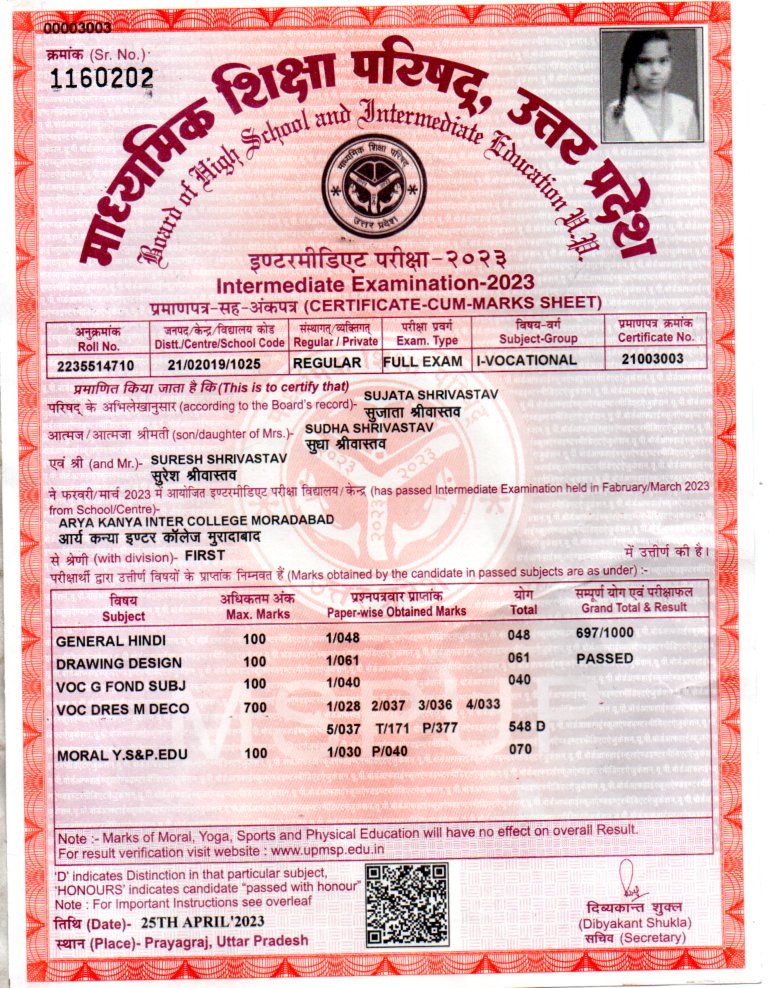 00003003
क्रमांक (Sr. No.)
1160202
माध्यमिक शिक्षा परिषद्, उत्तर प्रदेश
Board of High School and Intermediate Education U.P.
माध्यमिक शिक्षा परिषद्
उत्तर प्रदेश
इण्टरमीडिएट परीक्षा-२०२३
Intermediate Examination-2023
प्रमाणपत्र-सह-अंकपत्र (CERTIFICATE-CUM-MARKS SHEET)
अनुक्रमांक जनपद/केन्द्र/विद्यालय कोड संस्थागत/व्यक्तिगत परीक्षा प्रवर्ग विषय-वर्ग प्रमाणपत्र क्रमांक
Roll No. Distt./Centre/School Code Regular / Private Exam. Type Subject-Group Certificate No.
2235514710 21/02019/1025 REGULAR FULL EXAM I-VOCATIONAL 21003003
प्रमाणित किया जाता है कि (This is to certify that)
SUJATA SHRIVASTAV
परिषद् के अभिलेखानुसार (according to the Board's record)- सुजाता श्रीवास्तव
SUDHA SHRIVASTAV
आत्मज/आत्मजा श्रीमती (son/daughter of Mrs.)- सुधा श्रीवास्तव
एवं श्री (and Mr.)- SURESH SHRIVASTAV
सुरेश श्रीवास्तव
ने फरवरी/मार्च 2023 में आयोजित इण्टरमीडिएट परीक्षा विद्यालय/केन्द्र (has passed Intermediate Examination held in Fabruary/March 2023
from School/Centre)-
ARYA KANYA INTER COLLEGE MORADABAD
आर्य कन्या इण्टर कॉलेज मुरादाबाद
से श्रेणी (with division)- FIRST में उत्तीर्ण की है।
परीक्षार्थी द्वारा उत्तीर्ण विषयों के प्राप्तांक निम्नवत हैं (Marks obtained by the candidate in passed subjects are as under) :-
विषय अधिकतम अंक प्रश्नपत्रवार प्राप्तांक योग सम्पूर्ण योग एवं परीक्षाफल
Subject Max. Marks Paper-wise Obtained Marks Total Grand Total & Result
GENERAL HINDI 100 1/048 048 697/1000
DRAWING DESIGN 100 1/061 061 PASSED
VOC G FOND SUBJ 100 1/040 040
VOC DRES M DECO 700 1/028 2/037 3/036 4/033
5/037 T/171 P/377 548 D
MORAL Y.S&P.EDU 100 1/030 P/040 070
MSPUP
Note :- Marks of Moral, Yoga, Sports and Physical Education will have no effect on overall Result.
For result verification visit website : www.upmsp.edu.in
'D' indicates Distinction in that particular subject,
'HONOURS' indicates candidate "passed with honour"
Note : For Important Instructions see overleaf
तिथि (Date)- 25TH APRIL'2023
स्थान (Place)- Prayagraj, Uttar Pradesh
दिव्यकान्त शुक्ल
(Dibyakant Shukla)
सचिव (Secretary)